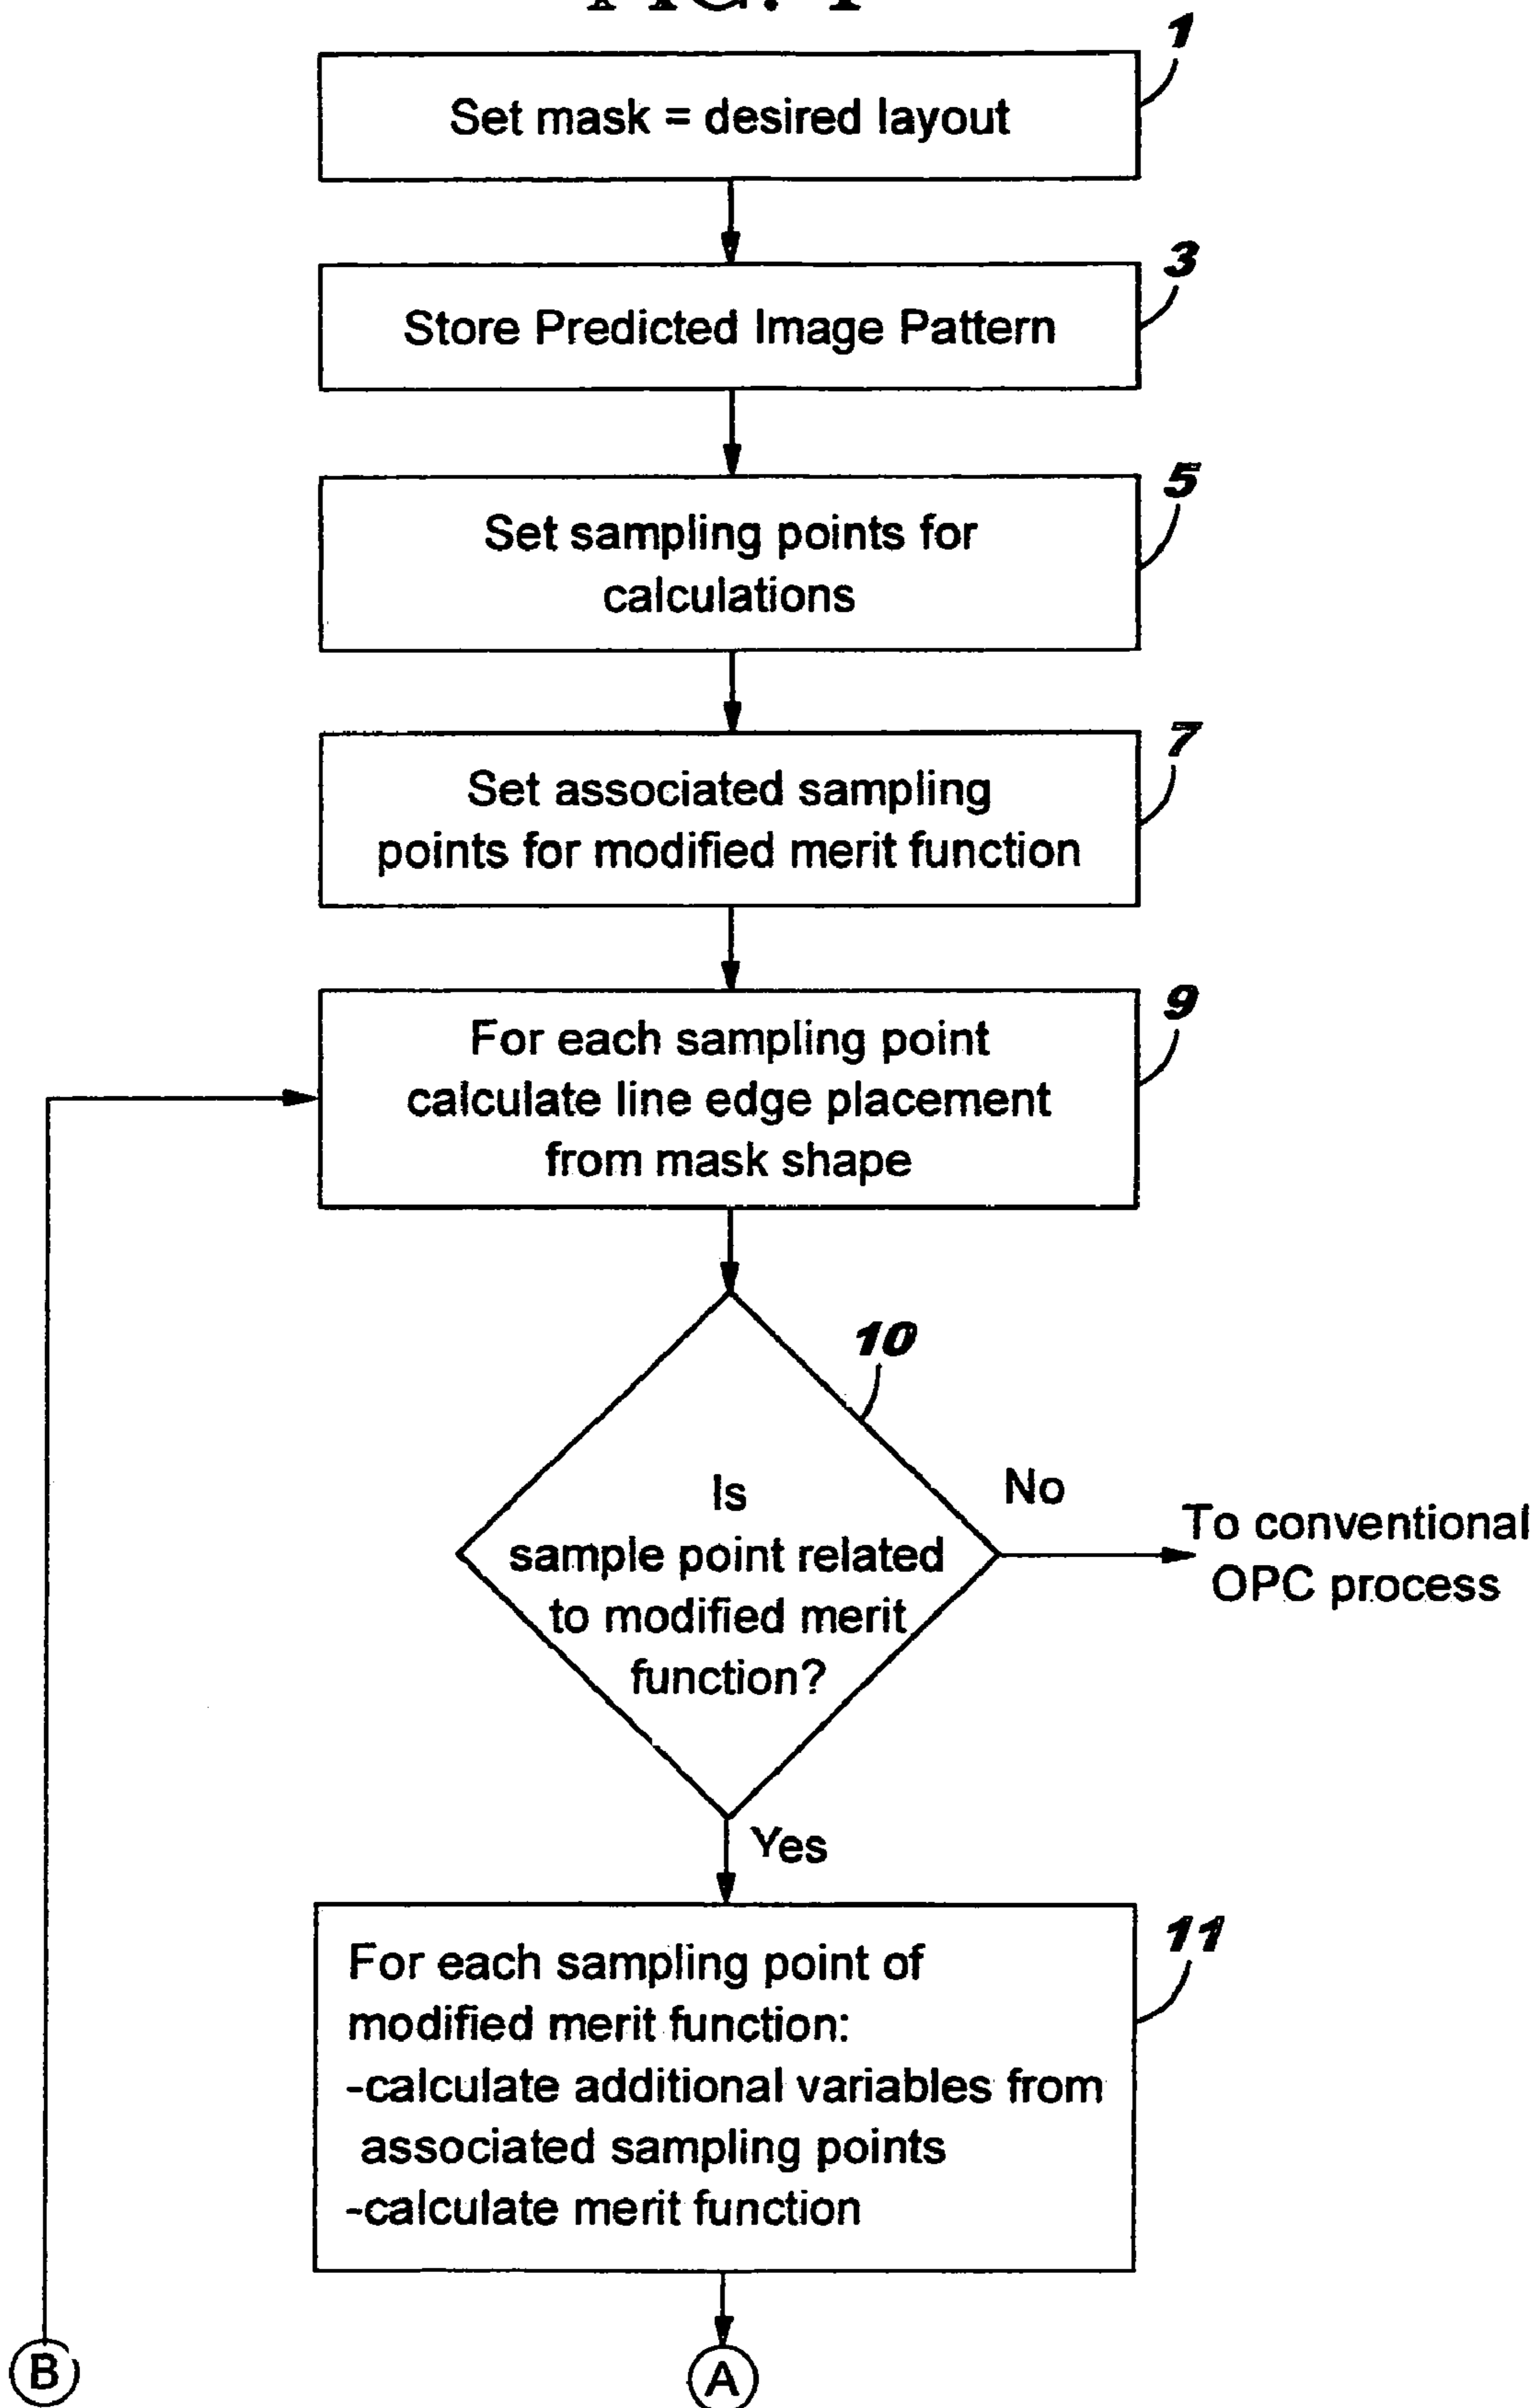 1
Set mask = desired layout
3
Store Predicted Image Pattern
5
Set sampling points for
calculations
7
Set associated sampling
points for modified merit function
9
For each sampling point
calculate line edge placement
from mask shape
10
Is
sample point related
to modified merit
function?
No
To conventional
OPC process
Yes
11
For each sampling point of
modified merit function:
-calculate additional variables from
associated sampling points
-calculate merit function
B
A